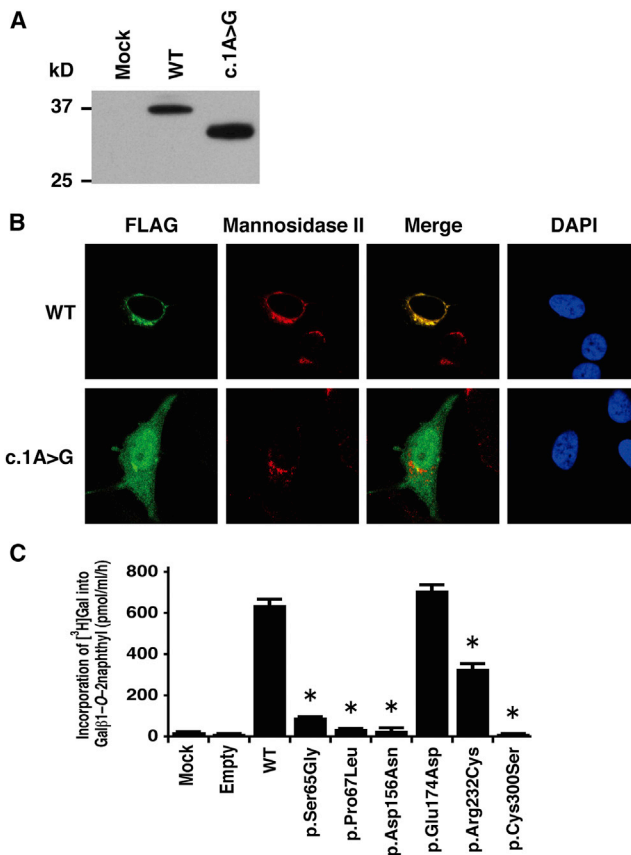 A
kD
Mock
WT
c.1A>G
37
25
B
FLAG
Mannosidase II
Merge
DAPI
WT
c.1A>G
C
Incorporation of [³H]Gal into
Galβ1–O–2naphthyl (pmol/ml/h)
800
600
400
200
0
*
*
*
*
*
Mock
Empty
WT
p.Ser65Gly
p.Pro67Leu
p.Asp156Asn
p.Glu174Asp
p.Arg232Cys
p.Cys300Ser